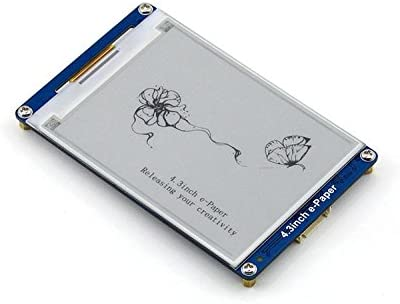 4.3inch e-Paper
Releasing your creativity
4.3inch e-Paper